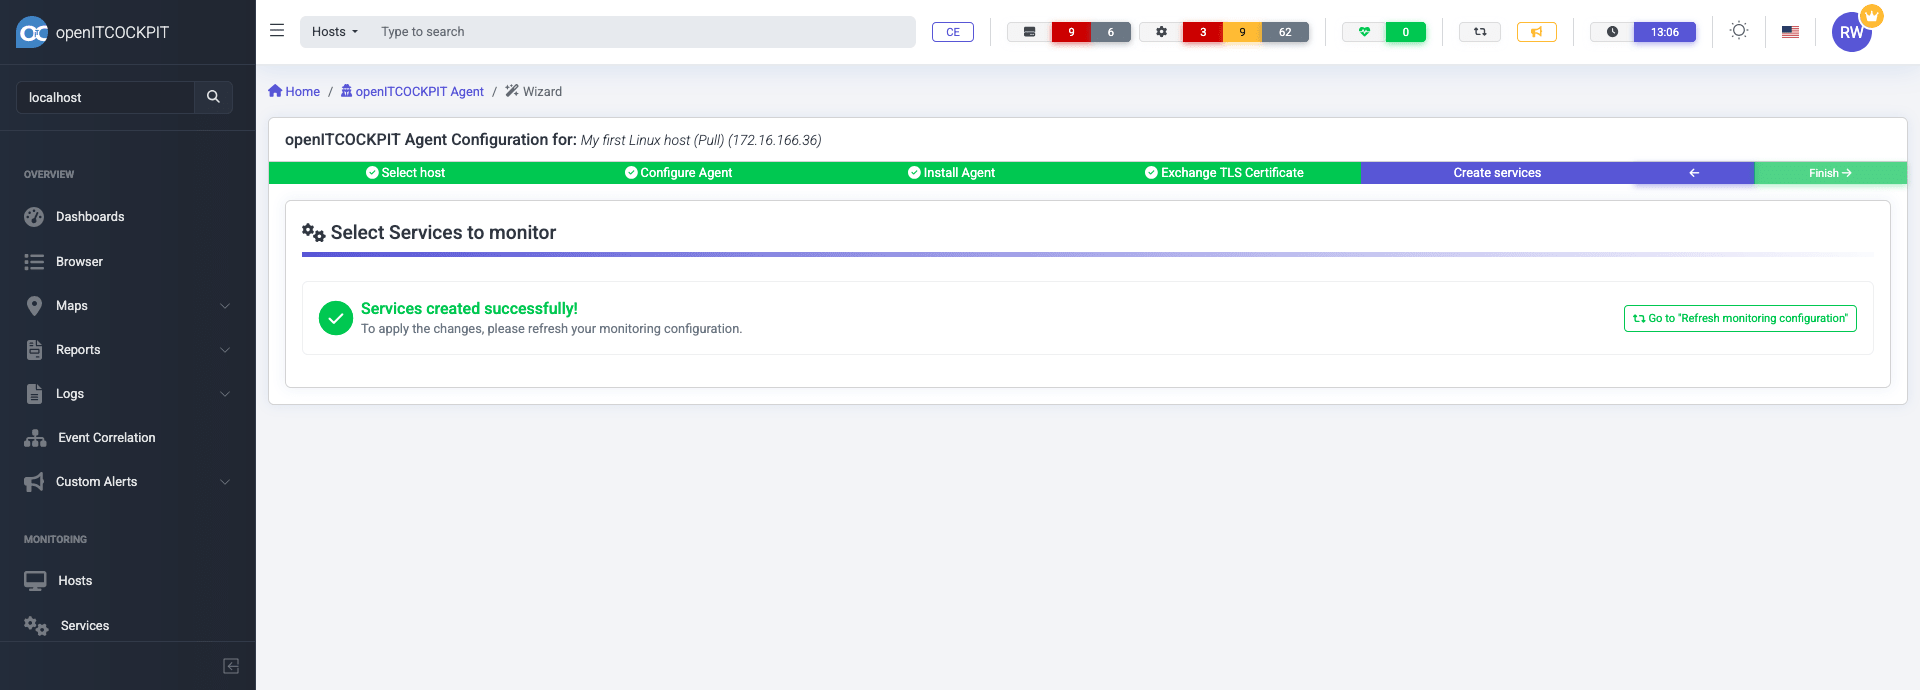 openITCOCKPIT
Hosts
Type to search
CE
9
6
3
9
62
0
13:06
RW
localhost
Home / openITCOCKPIT Agent / Wizard
openITCOCKPIT Agent Configuration for: My first Linux host (Pull) (172.16.166.36)
Select host
Configure Agent
Install Agent
Exchange TLS Certificate
Create services
Finish
Select Services to monitor
Services created successfully!
To apply the changes, please refresh your monitoring configuration.
Go to "Refresh monitoring configuration"
OVERVIEW
Dashboards
Browser
Maps
Reports
Logs
Event Correlation
Custom Alerts
MONITORING
Hosts
Services